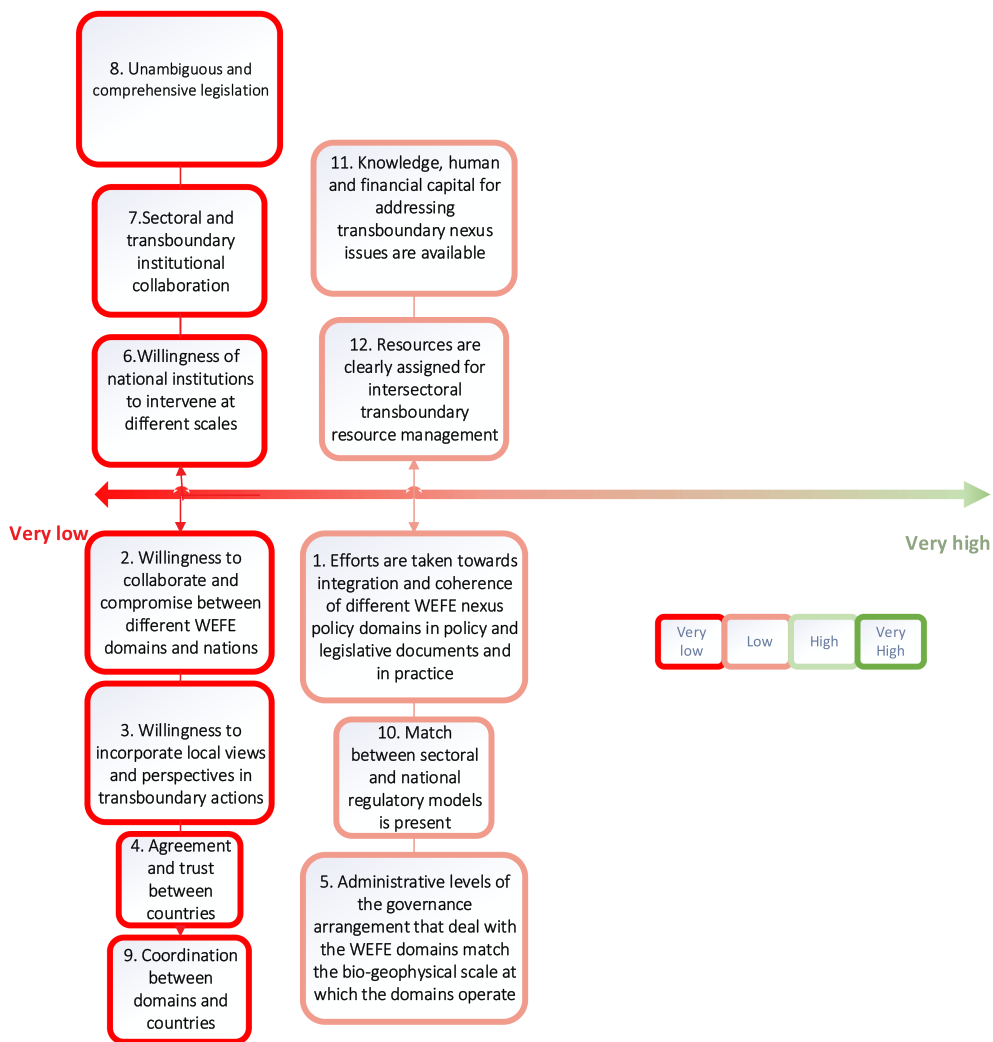 8. Unambiguous and
comprehensive legislation
7.Sectoral and
transboundary
institutional
collaboration
6.Willingness of
national institutions
to intervene at
different scales
11. Knowledge, human
and financial capital for
addressing
transboundary nexus
issues are available
12. Resources are
clearly assigned for
intersectoral
transboundary
resource management
Very low
Very high
2. Willingness to
collaborate and
compromise between
different WEFE
domains and nations
3. Willingness to
incorporate local views
and perspectives in
transboundary actions
4. Agreement
and trust
between
countries
9. Coordination
between
domains and
countries
1. Efforts are taken towards
integration and coherence
of different WEFE nexus
policy domains in policy and
legislative documents and
in practice
10. Match
between sectoral
and national
regulatory models
is present
5. Administrative levels of
the governance
arrangement that deal with
the WEFE domains match
the bio-geophysical scale at
which the domains operate
Very
low
Low
High
Very
High